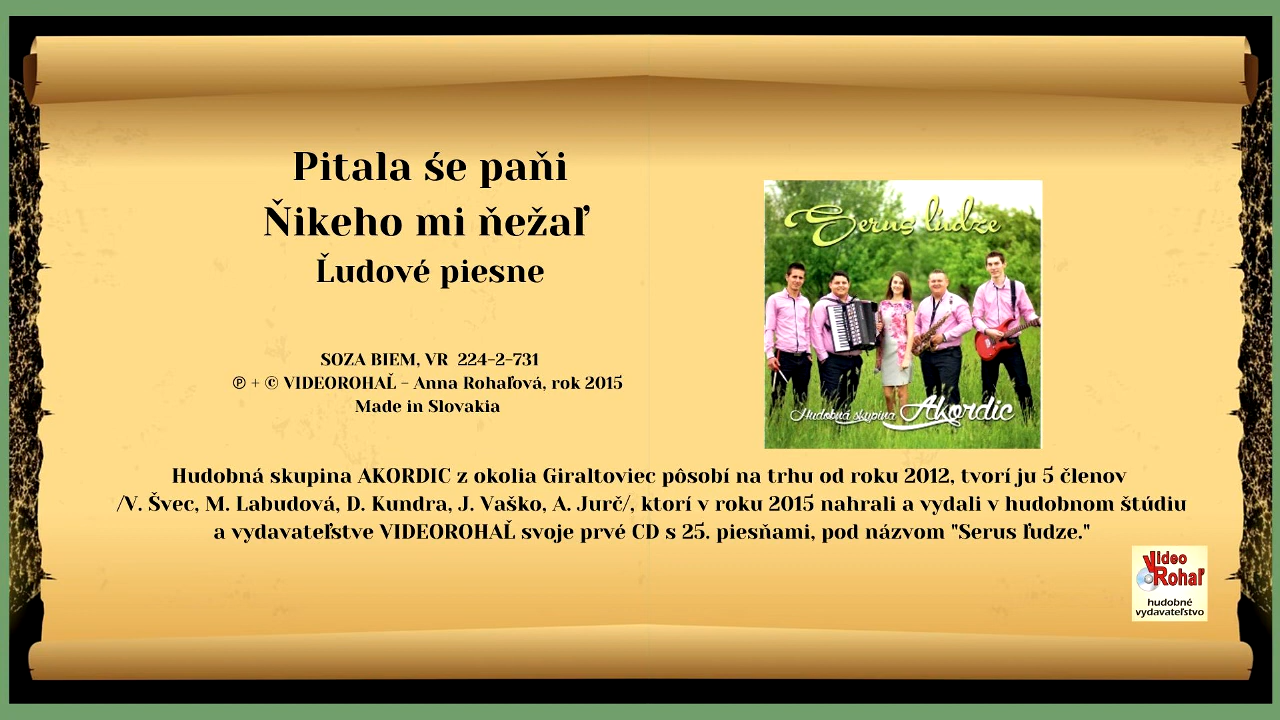 Pitala śe paňi
Ňikeho mi ňežaľ
Ľudové piesne
SOZA BIEM, VR 224-2-731
℗ + © VIDEOROHAĽ - Anna Rohaľová, rok 2015
Made in Slovakia
Serus ľudze
Hudobná skupina Akordic
Hudobná skupina AKORDIC z okolia Giraltoviec pôsobí na trhu od roku 2012, tvorí ju 5 členov
/V. Švec, M. Labudová, D. Kundra, J. Vaško, A. Jurč/, ktorí v roku 2015 nahrali a vydali v hudobnom štúdiu
a vydavateľstve VIDEOROHAĽ svoje prvé CD s 25. piesňami, pod názvom "Serus ľudze."
Video
Rohaľ
hudobné
vydavateľstvo